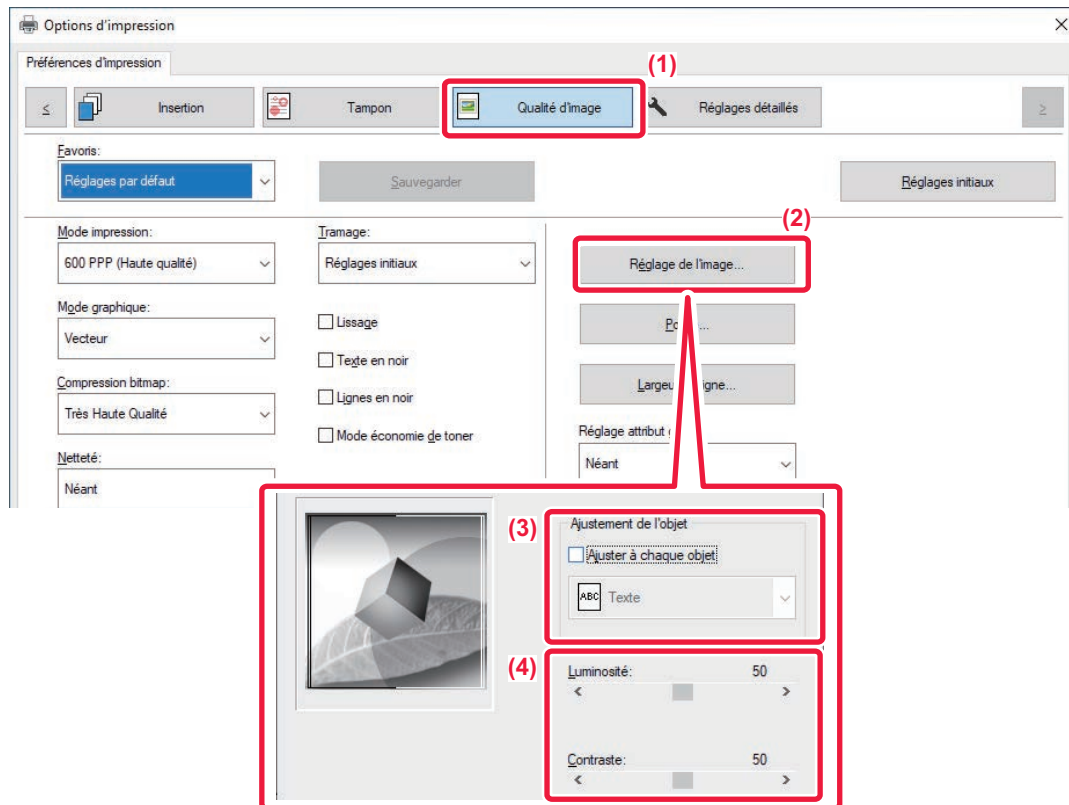 Options d'impression
Préférences d'impression
(1)
Insertion
Tampon
Qualité d'image
Réglages détaillés
Favoris:
Réglages par défaut
Sauvegarder
Réglages initiaux
(2)
Mode impression:
Tramage:
600 PPP (Haute qualité)
Réglages initiaux
Réglage de l'image...
Mode graphique:
Vecteur
Lissage
Texte en noir
Compression bitmap:
Très Haute Qualité
Lignes en noir
Mode économie de toner
Réglage attribut
Netteté:
Néant
Néant
(3)
Ajustement de l'objet
Ajuster à chaque objet
ABC
Texte
(4)
Luminosité:
50
Contraste:
50